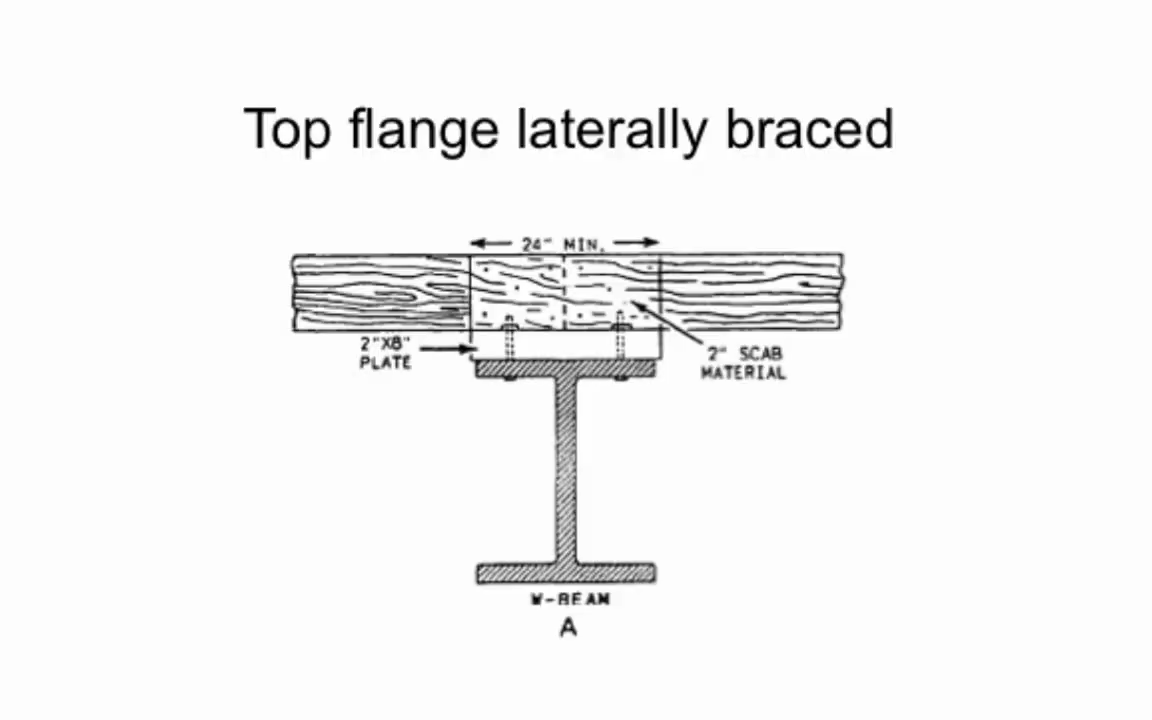 Top flange laterally braced
24" MIN.
2"X8"
PLATE
2" SCAB
MATERIAL
W-BEAM
A